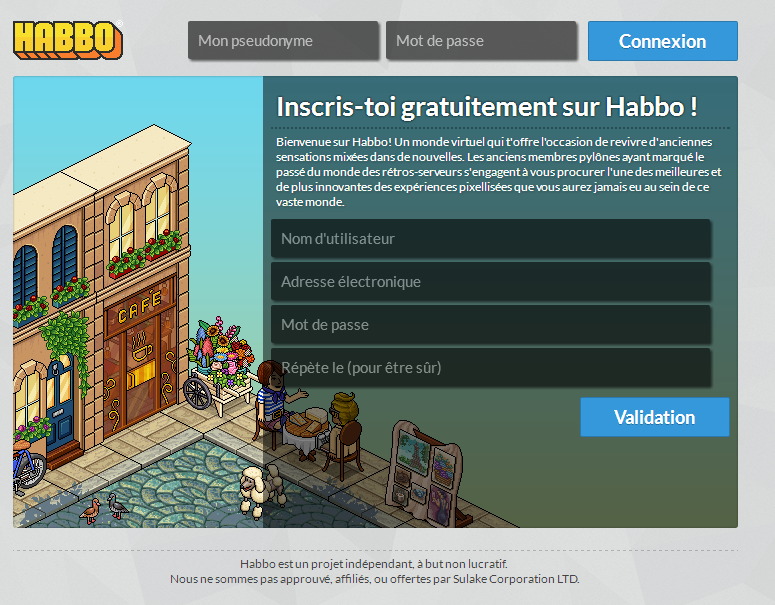 HABBO
Mon pseudonyme
Mot de passe
Connexion
Inscris-toi gratuitement sur Habbo !
Bienvenue sur Habbo! Un monde virtuel qui t'offre l'occasion de revivre d'anciennes
sensations mixées dans de nouvelles. Les anciens membres pylônes ayant marqué le
passé du monde des rétros-serveurs s'engagent à vous procurer l'une des meilleures et
de plus innovantes des expériences pixellisées que vous aurez jamais eu au sein de ce
vaste monde.
Nom d'utilisateur
Adresse électronique
Mot de passe
Répète le (pour être sûr)
Validation
CAFÉ
Habbo est un projet indépendant, à but non lucratif.
Nous ne sommes pas approuvé, affiliés, ou offertes par Sulake Corporation LTD.